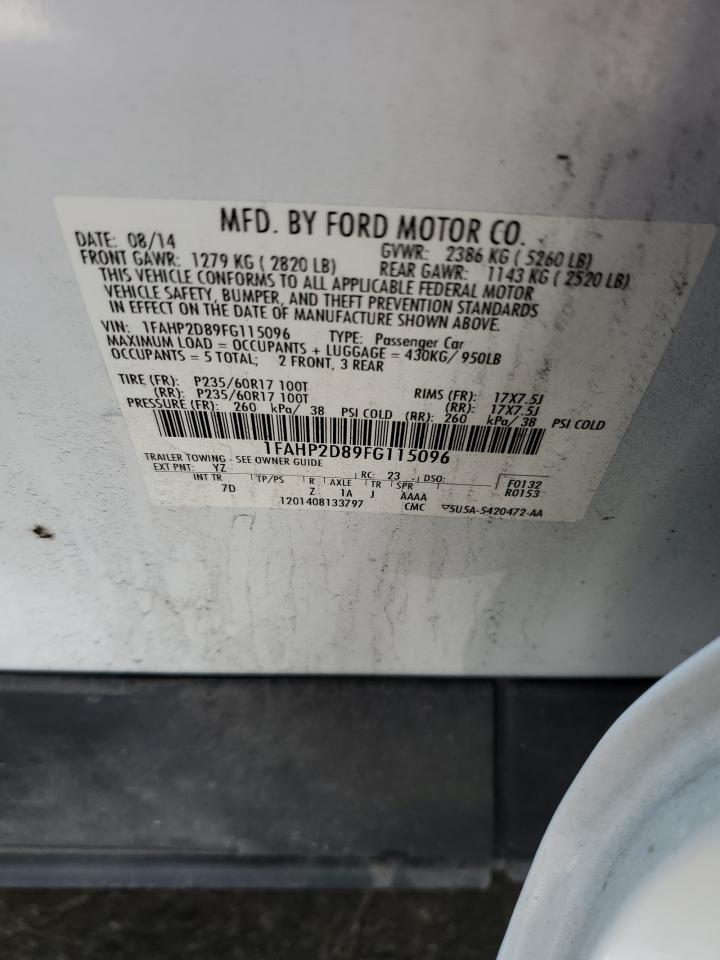 MFD. BY FORD MOTOR CO.
DATE: 08/14 GVWR: 2386 KG ( 5260 LB)
FRONT GAWR: 1279 KG ( 2820 LB) REAR GAWR: 1143 KG ( 2520 LB)
THIS VEHICLE CONFORMS TO ALL APPLICABLE FEDERAL MOTOR
VEHICLE SAFETY, BUMPER, AND THEFT PREVENTION STANDARDS
IN EFFECT ON THE DATE OF MANUFACTURE SHOWN ABOVE.
VIN: 1FAHP2D89FG115096 TYPE: Passenger Car
MAXIMUM LOAD = OCCUPANTS + LUGGAGE = 430KG/ 950LB
OCCUPANTS = 5 TOTAL; 2 FRONT, 3 REAR
TIRE (FR): P235/60R17 100T RIMS (FR): 17X7.5J
(RR): P235/60R17 100T (RR): 17X7.5J
PRESSURE (FR): 260 kPa/ 38 PSI COLD (RR): 260 kPa/ 38 PSI COLD
1FAHP2D89FG115096
TRAILER TOWING - SEE OWNER GUIDE
EXT PNT: YZ RC: 23 DSO: F0132
INT TR TP/PS R AXLE TR SPR R0153
7D Z 1A J AAAA
1201408133797 CMC ▽5U5A-5420472-AA